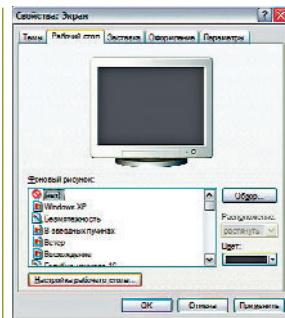 Свойства: Экран
Темы Рабочий стол Заставка Оформление Параметры
Фоновый рисунок:
(нет)
Windows XP
Безмятежность
В звездных пучинах
Ветер
Восхождение
Обзор...
Расположение:
растянуть
Цвет:
Настройка рабочего стола...
ОК Отмена Применить